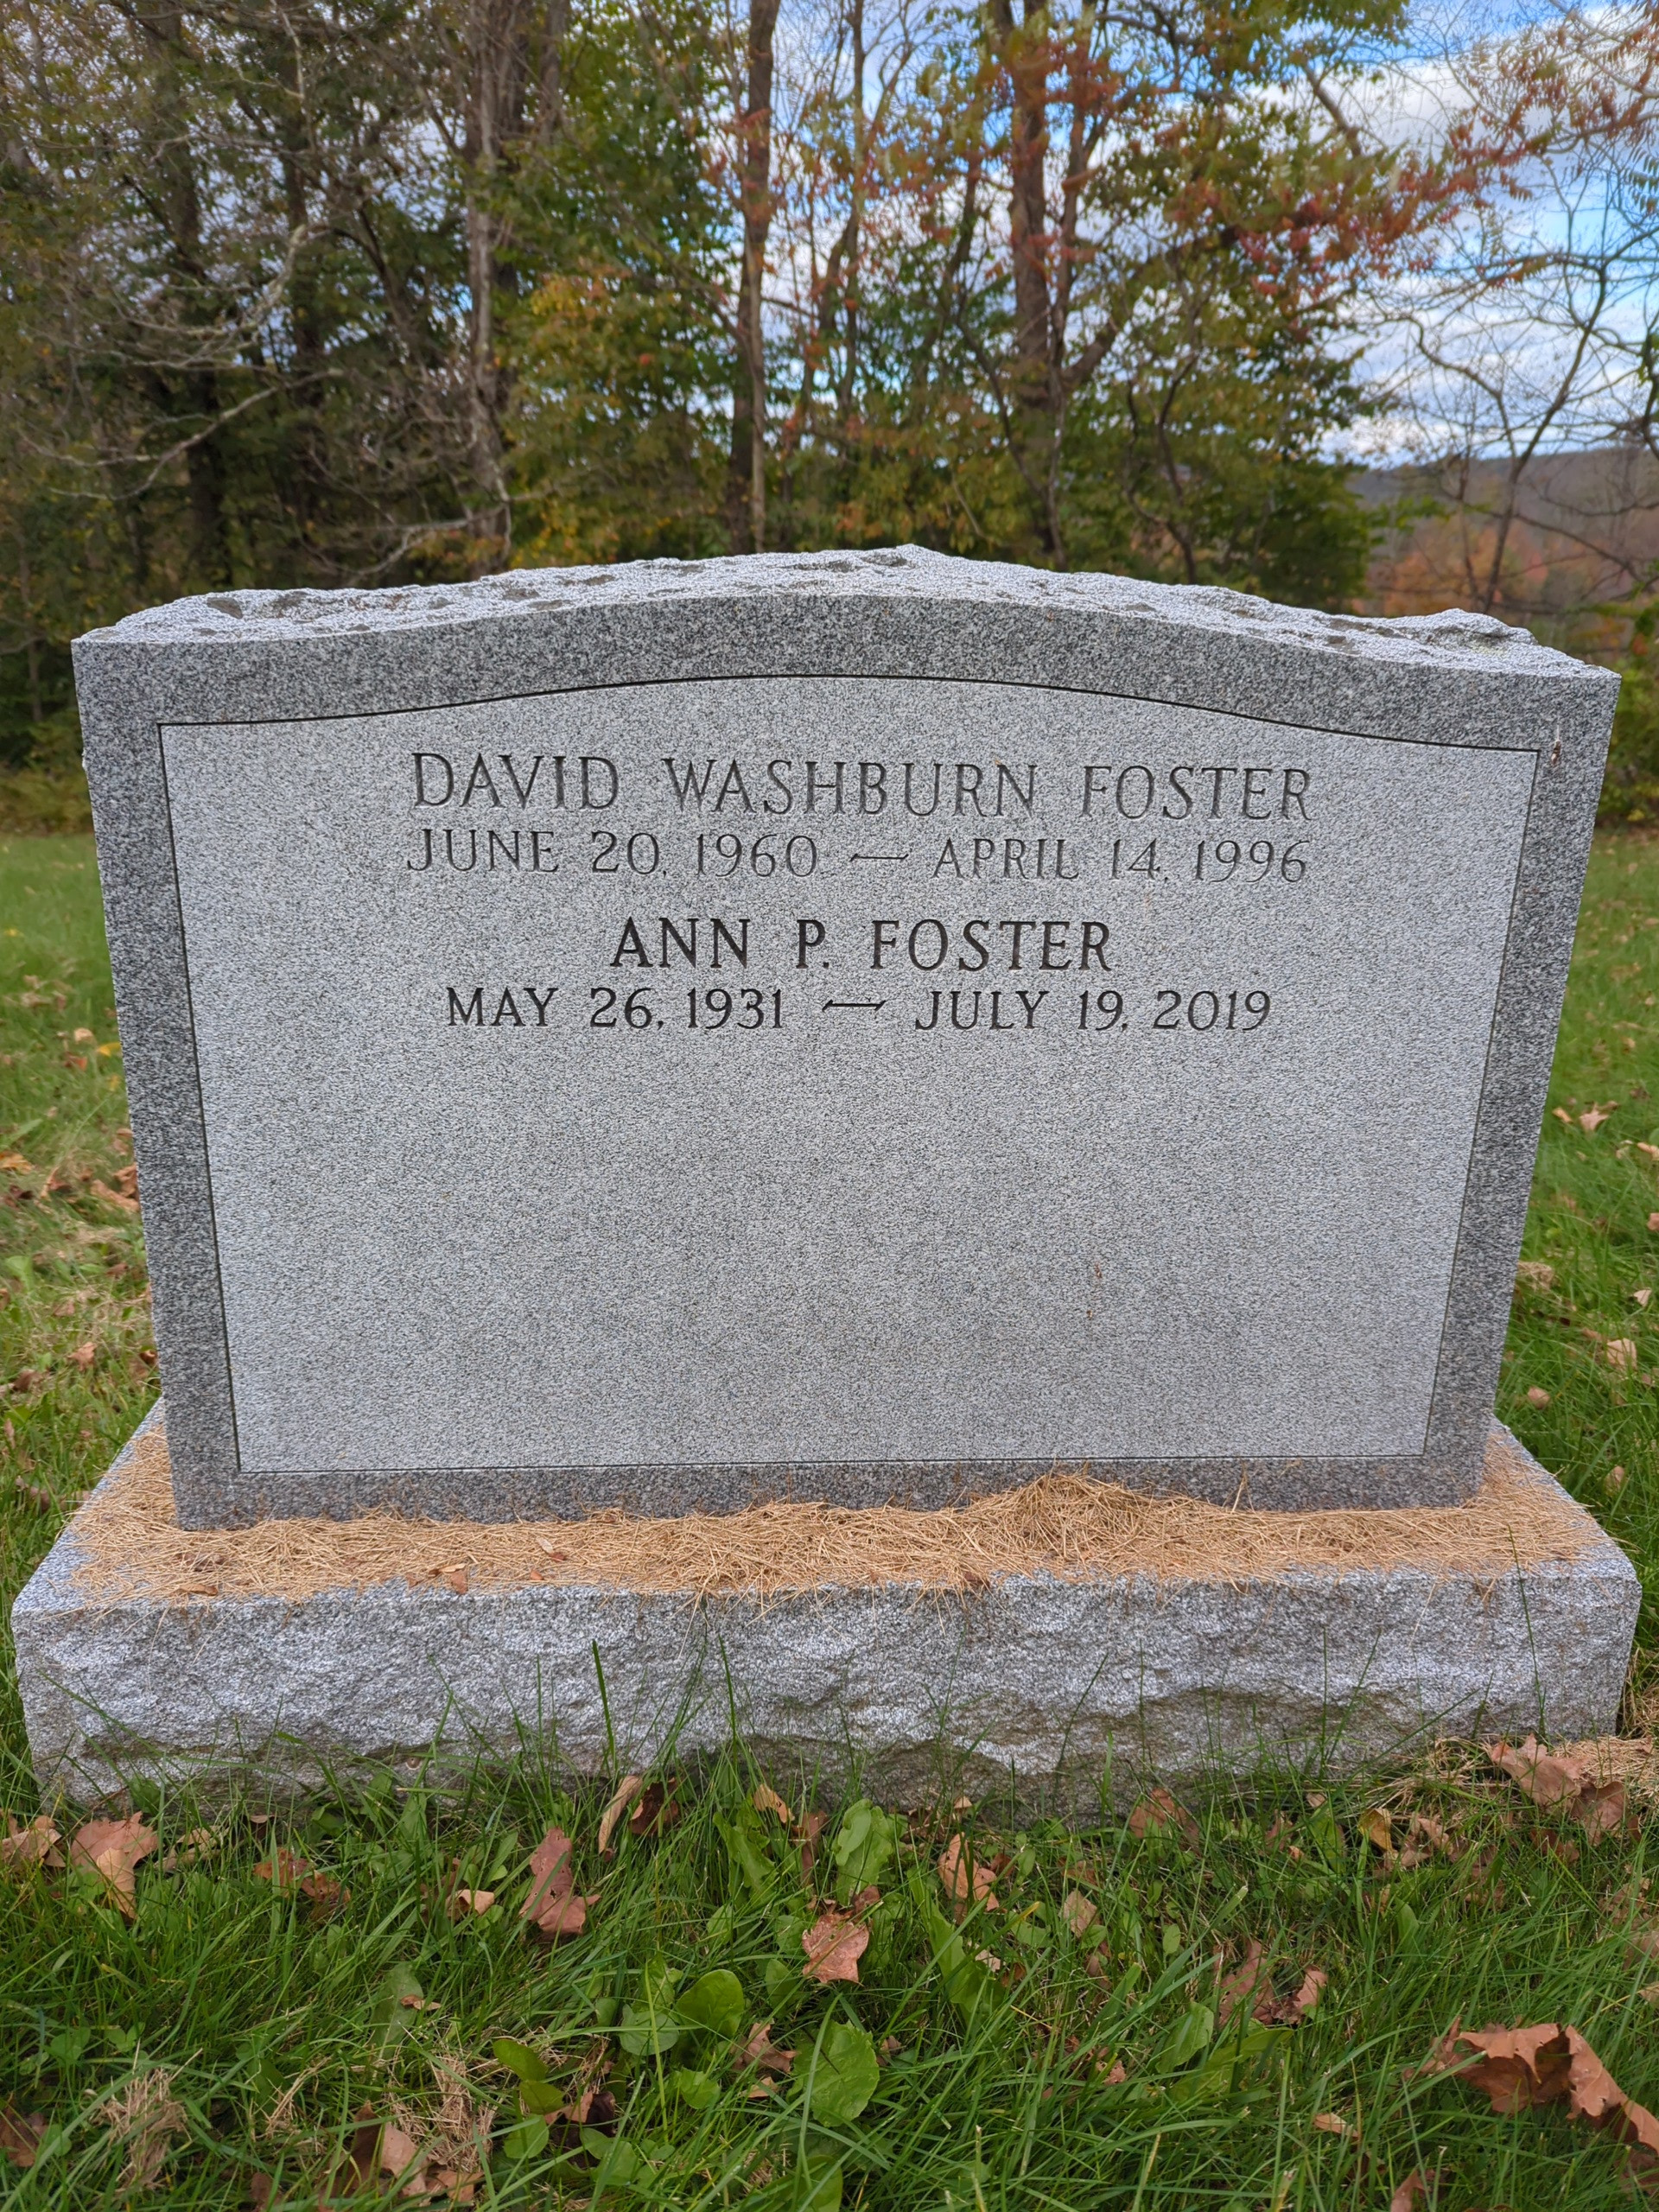 DAVID WASHBURN FOSTER
JUNE 20, 1960 — APRIL 14, 1996
ANN P. FOSTER
MAY 26, 1931 — JULY 19, 2019